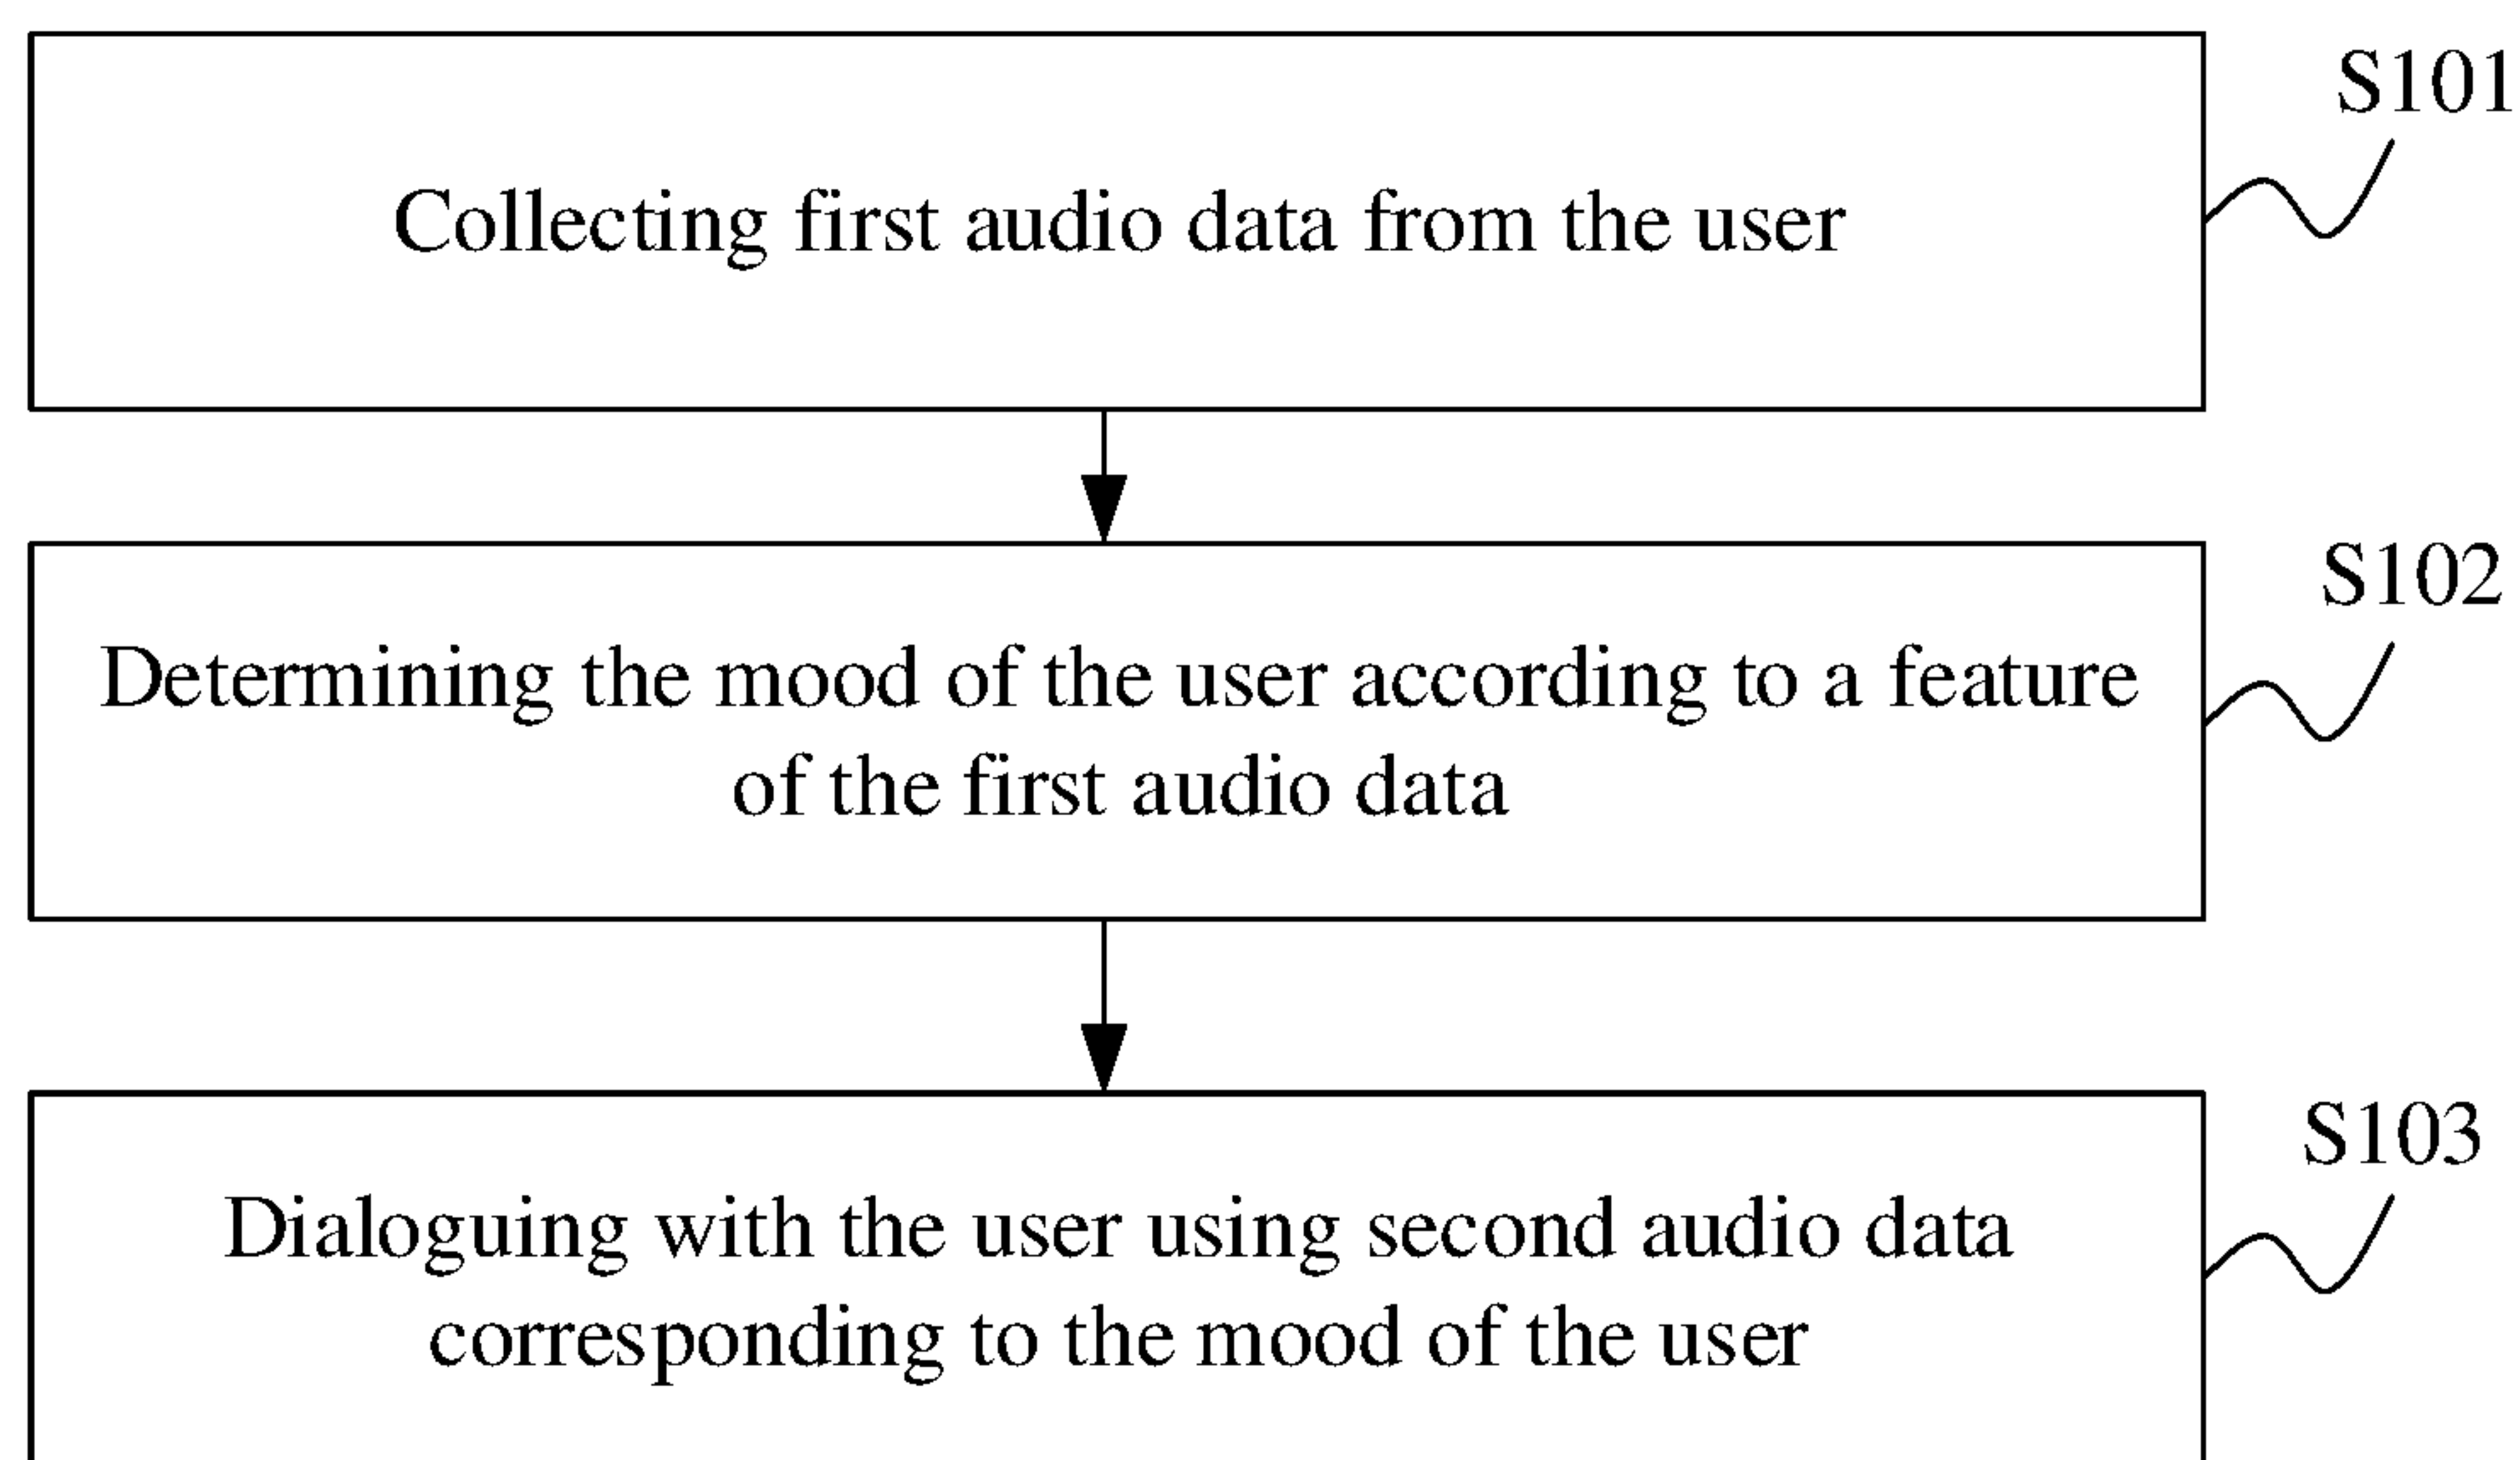 S101
Collecting first audio data from the user
S102
Determining the mood of the user according to a feature
of the first audio data
S103
Dialoguing with the user using second audio data
corresponding to the mood of the user